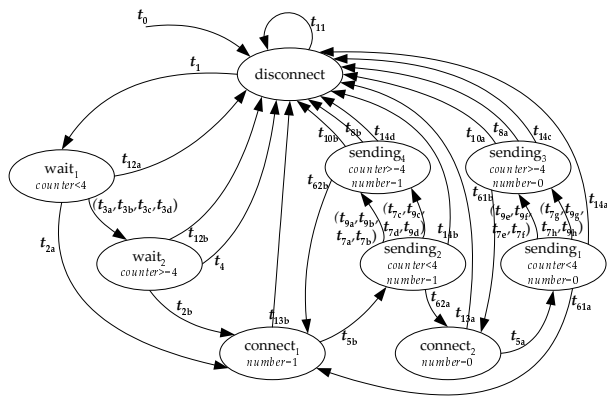 t0
t11
t1
disconnect
t12a
t10b
t8b
t14d
t10a
t8a
t14c
wait1
counter<4
sending4
counter>=4
number=1
sending3
counter>=4
number=0
t62b
t61b
t14a
(t3a,t3b,t3c,t3d)
(t9a,t9b,
t7a,t7b)
(t7c,t9c,
t7d,t9d)
(t9e,t9f,
t7e,t7f)
(t7g,t9g,
t7h,t9h)
t2a
t12b
t4
t14b
wait2
counter>=4
sending2
counter<4
number=1
sending1
counter<4
number=0
t2b
t13b
t62a
t13a
t61a
t5b
t5a
connect1
number=1
connect2
number=0